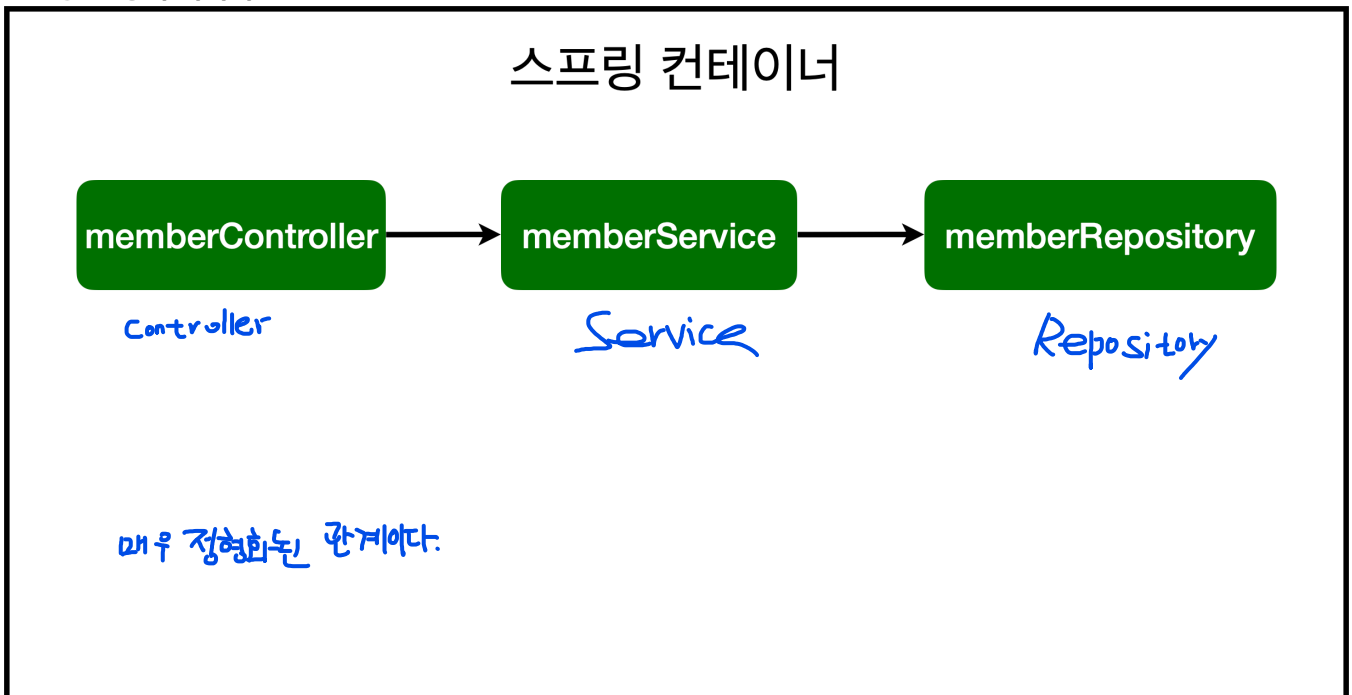 스프링 컨테이너
memberController memberService memberRepository
Controller Service Repository
매우 정형화된 관계이다.